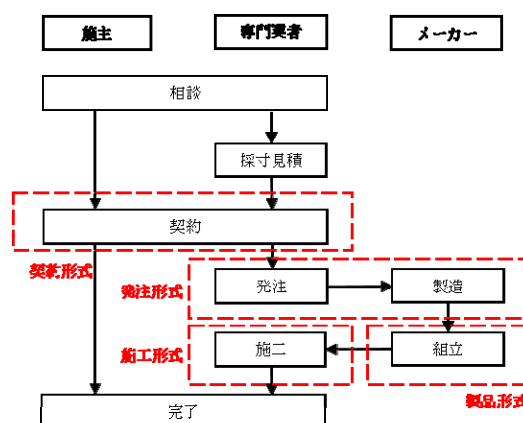 施主 専門業者 メーカー
相談
採寸見積
契約
契約形式
発注 製造
発注形式
施工 組立
施工形式
製品形式
完了